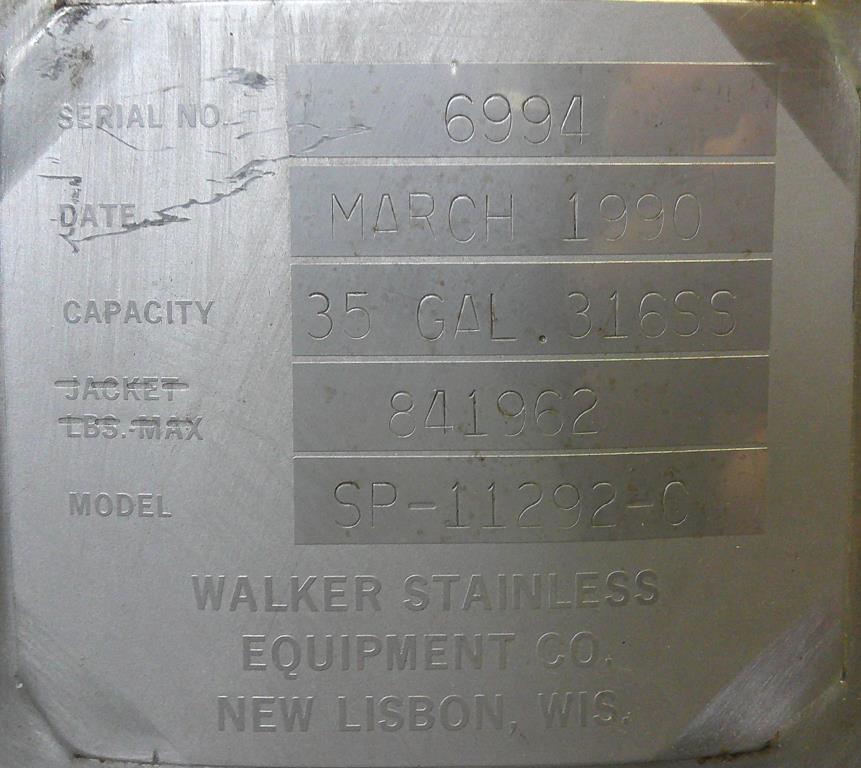 SERIAL NO. 6994
DATE MARCH 1990
CAPACITY 35 GAL. 316SS
JACKET
LBS. MAX 841962
MODEL SP-11292-C
WALKER STAINLESS
EQUIPMENT CO.
NEW LISBON, WIS.